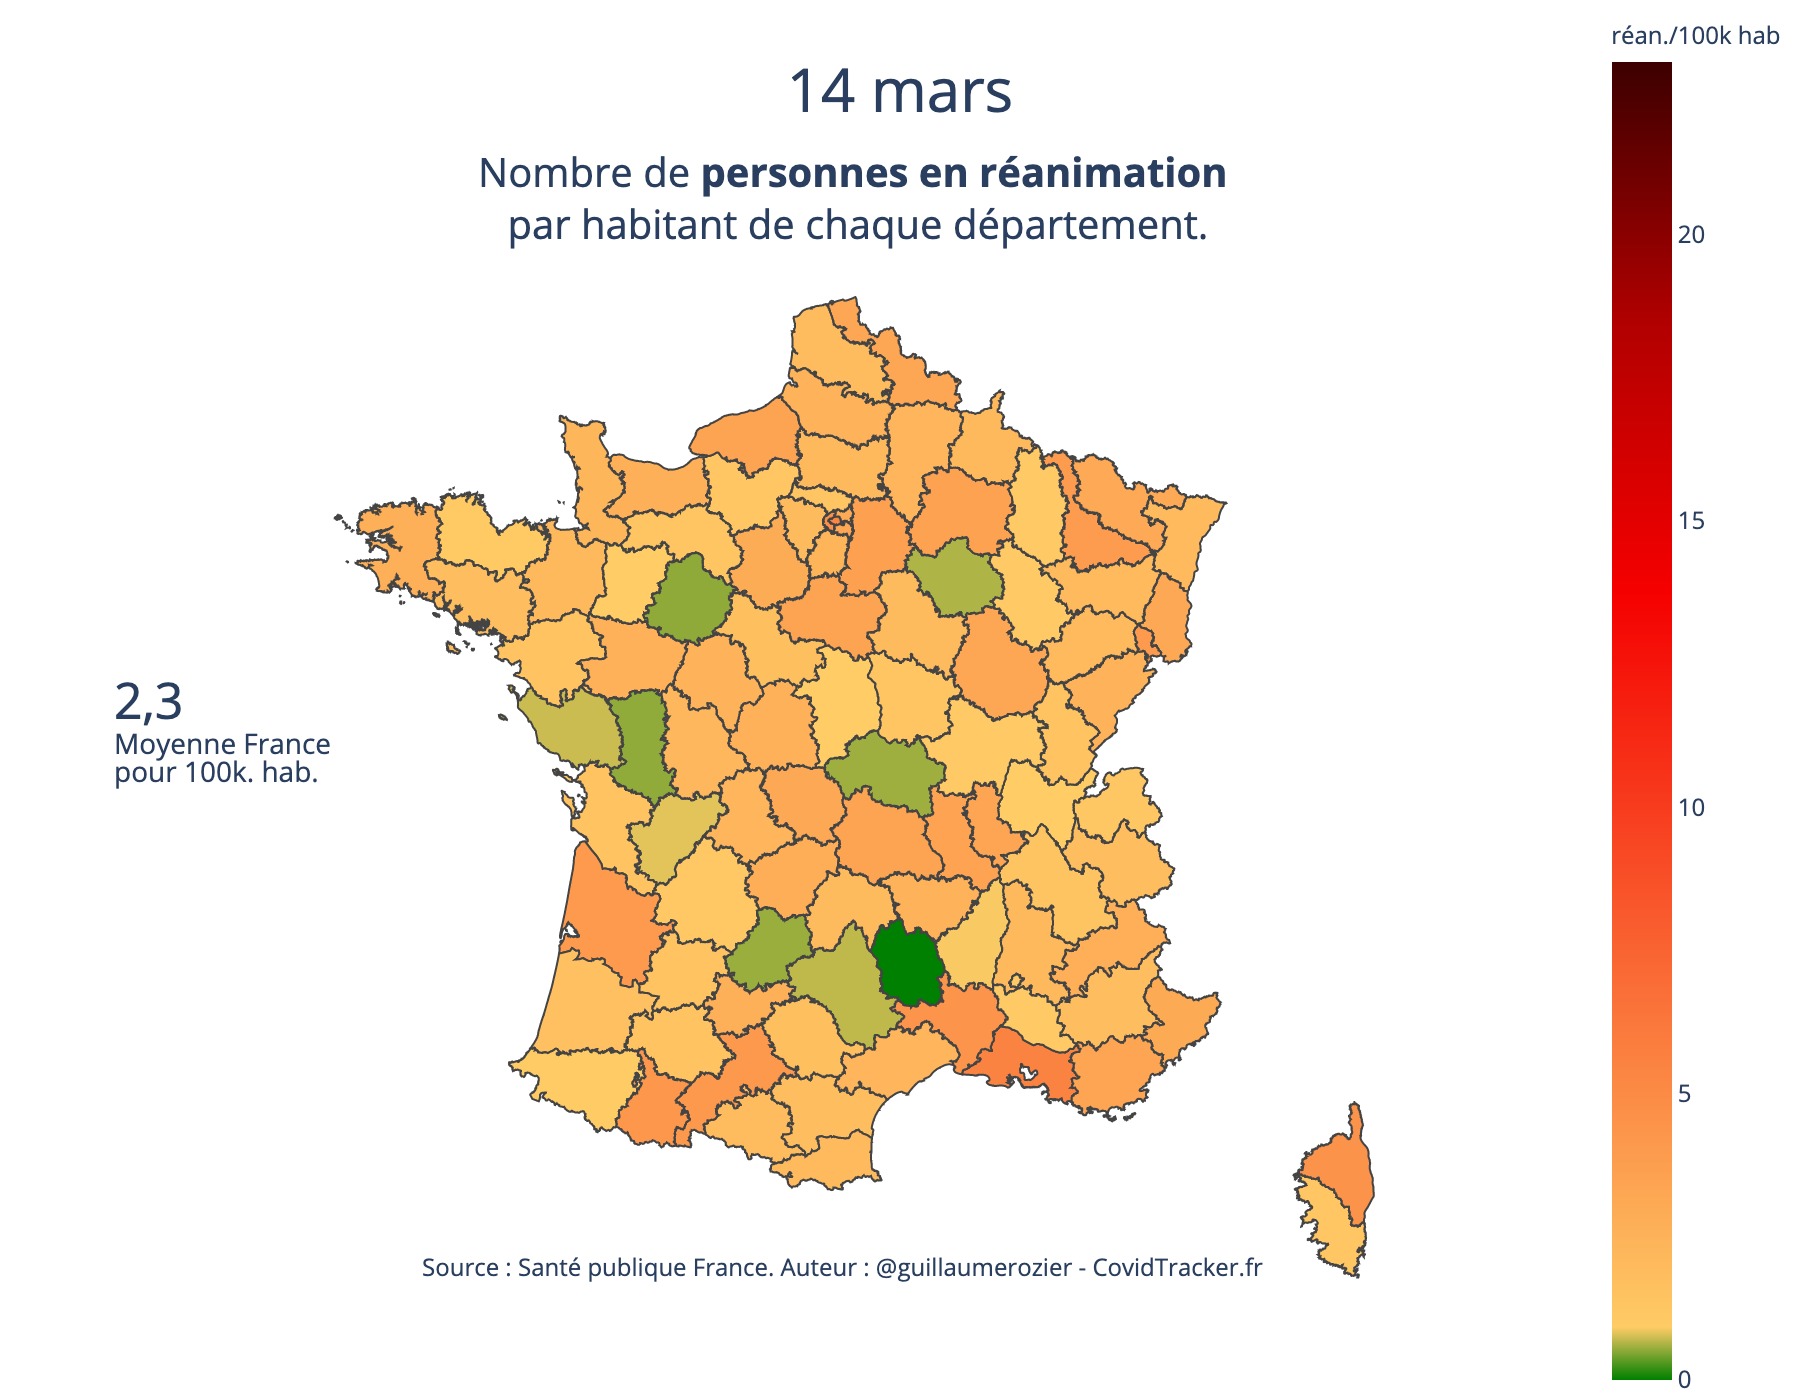 réan./100k hab
14 mars
Nombre de personnes en réanimation
par habitant de chaque département.
20
15
2,3
Moyenne France
pour 100k. hab.
10
5
Source : Santé publique France. Auteur : @guillaumerozier - CovidTracker.fr
0